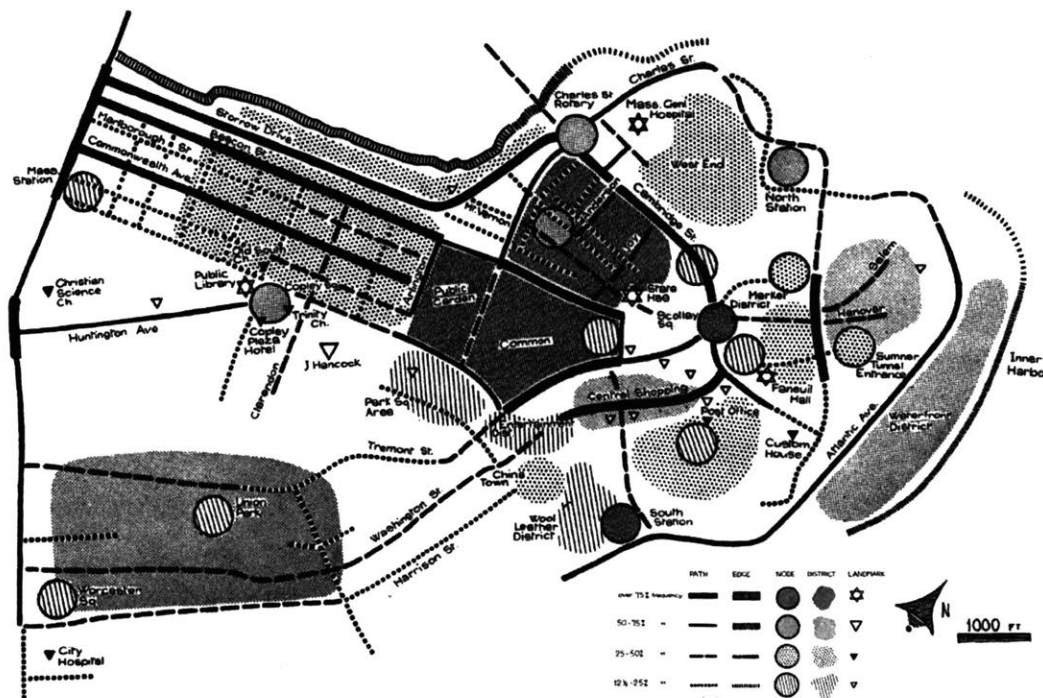 Charles St.
Charles St
Rotary
Mass. Genl
Hospital
Storrow Drive
Beacon St.
Marlborough St
Commonwealth Ave.
Mass.
Station
West End
North
Station
Mt. Vernon
Cambridge St.
Salem
Hanover
Market
District
State
Hse
Scollay
Sq
Public
Library
Public
Garden
Common
Christian
Science
Ch.
Huntington Ave
Copley
Plaza
Hotel
Trinity
Ch.
Clarendon
J Hancock
Park Sq
Area
Central Shopping
Post Office
Faneuil
Hall
Sumner
Tunnel
Entrance
Inner
Harbor
Custom
House
Atlantic Ave.
Waterfront
District
Tremont St.
China
Town
Washington St.
Wool
Leather
District
South
Station
Harrison St.
Union
Park
Worcester
Sq
City
Hospital
PATH EDGE NODE DISTRICT LANDMARK
over 75% frequency
50-75% "
25-50% "
12½-25% "
N
1000 FT